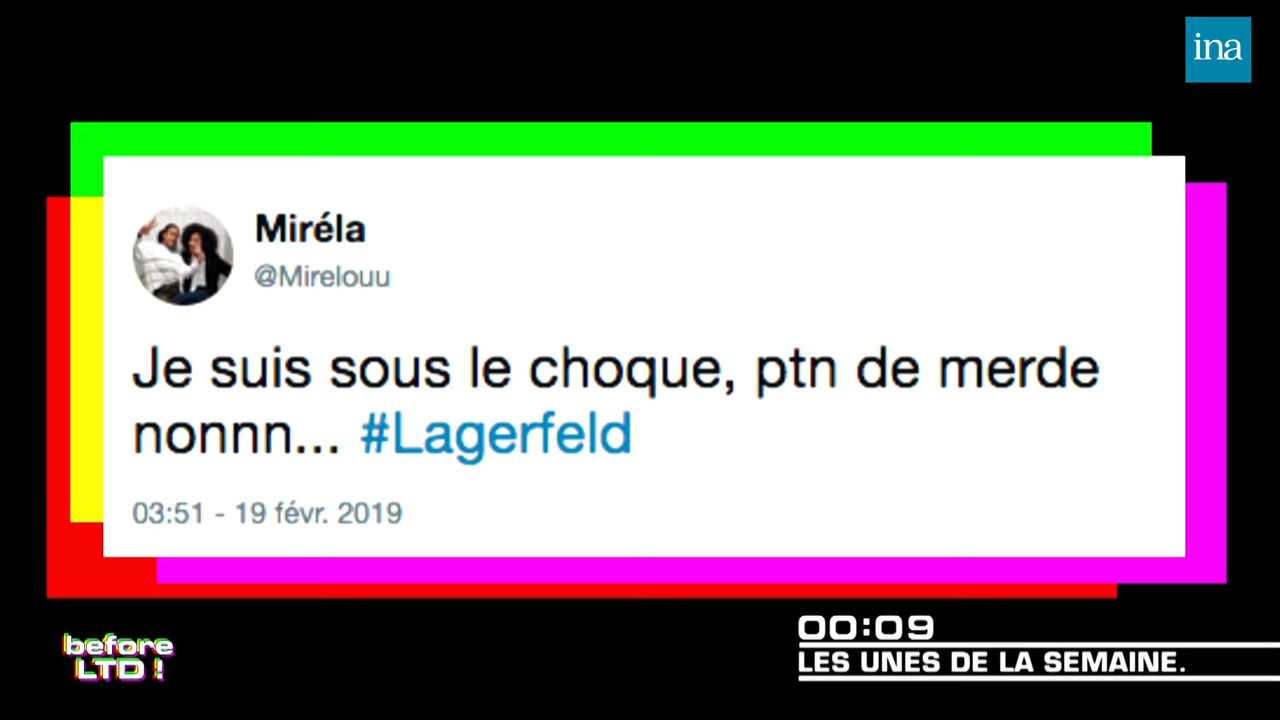 ina
Miréla
@Mirelouu
Je suis sous le choque, ptn de merde
nonnn... #Lagerfeld
03:51 - 19 févr. 2019
before
LTD !
00:09
LES UNES DE LA SEMAINE.